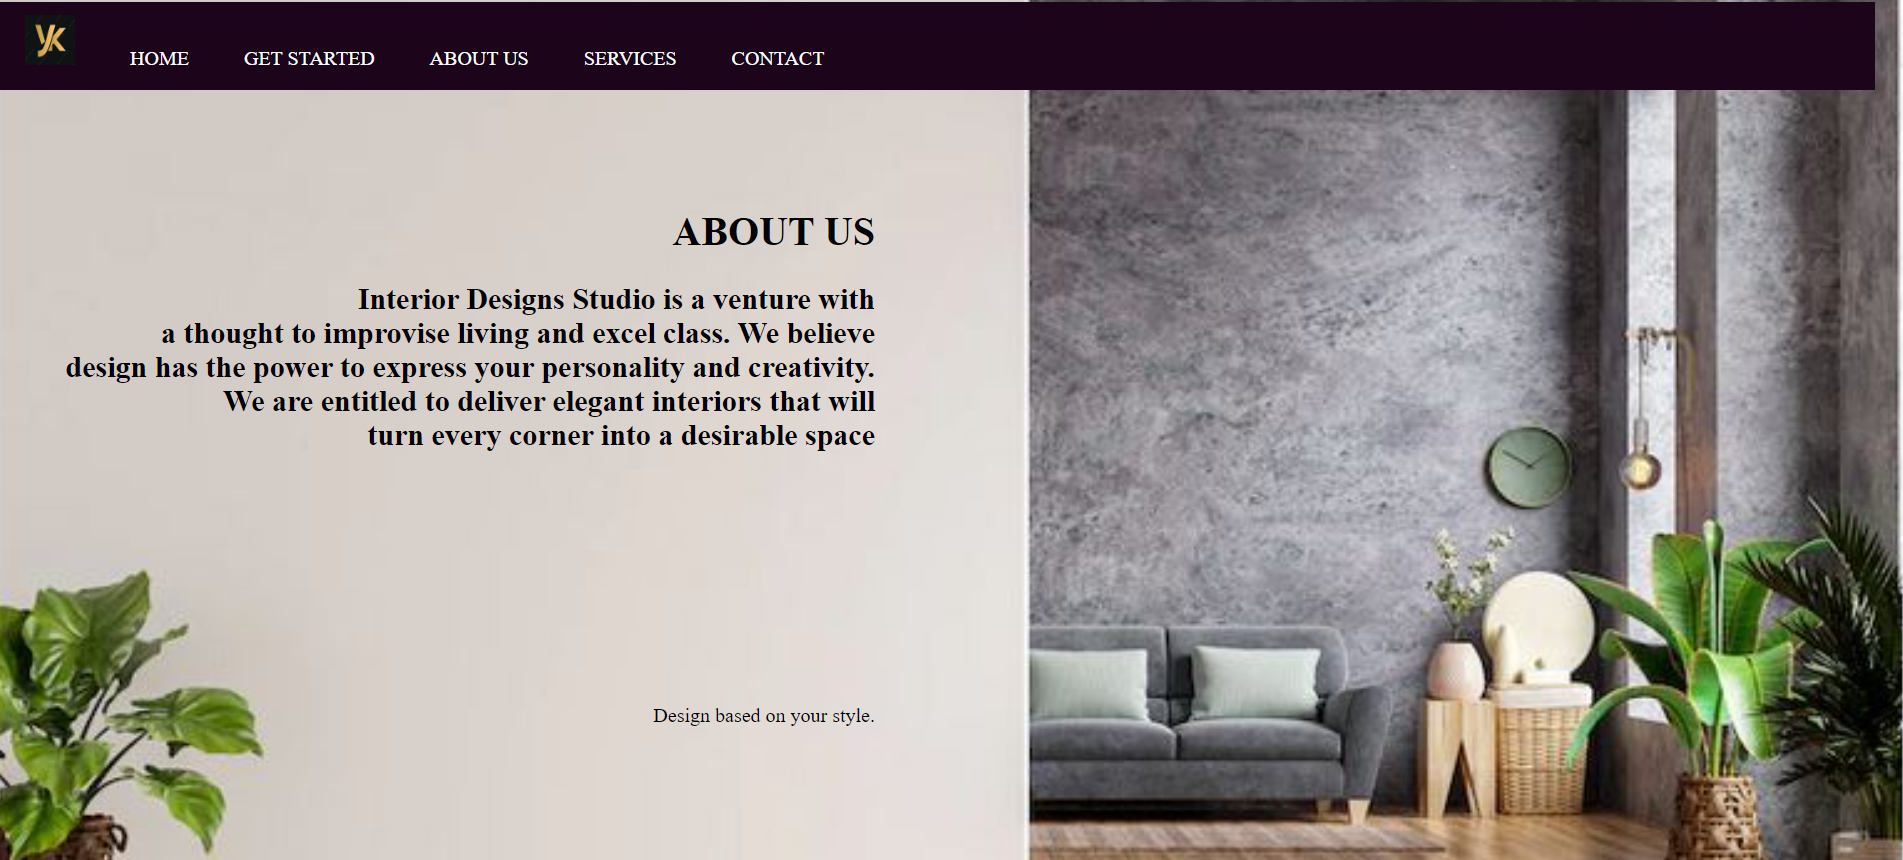 YK
HOME GET STARTED ABOUT US SERVICES CONTACT
ABOUT US
Interior Designs Studio is a venture with
a thought to improvise living and excel class. We believe
design has the power to express your personality and creativity.
We are entitled to deliver elegant interiors that will
turn every corner into a desirable space
Design based on your style.